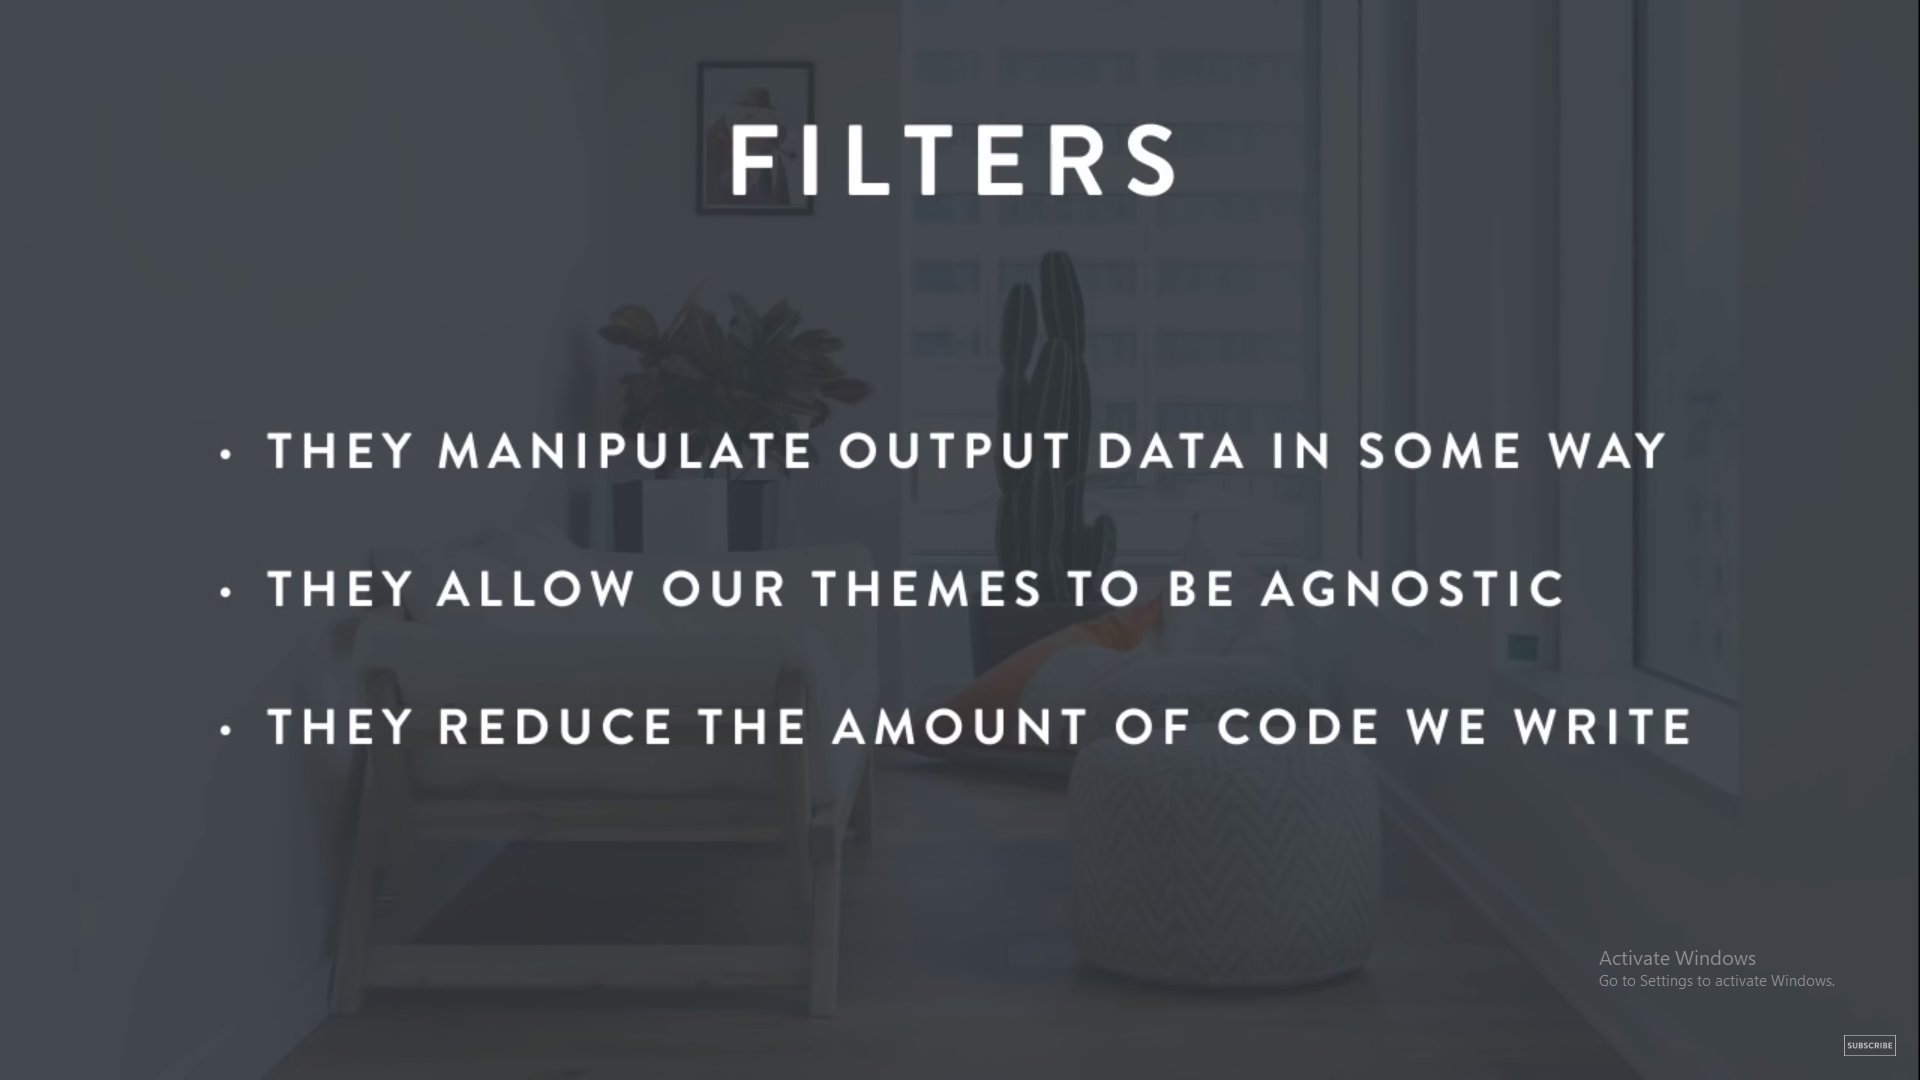 FILTERS
• THEY MANIPULATE OUTPUT DATA IN SOME WAY
• THEY ALLOW OUR THEMES TO BE AGNOSTIC
• THEY REDUCE THE AMOUNT OF CODE WE WRITE
Activate Windows
Go to Settings to activate Windows.
SUBSCRIBE